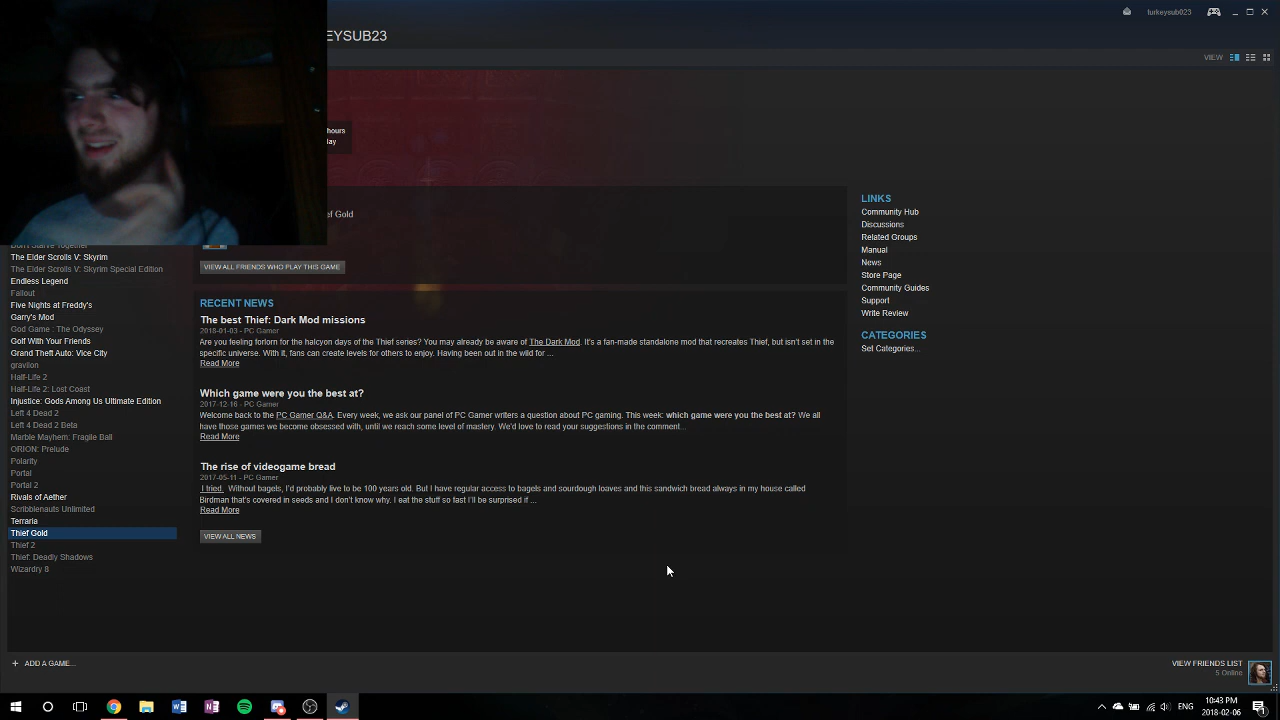 turkeysub023
EYSUB23
VIEW
hours
lay
ef Gold
VIEW ALL FRIENDS WHO PLAY THIS GAME
Don't Starve Together
The Elder Scrolls V: Skyrim
The Elder Scrolls V: Skyrim Special Edition
Endless Legend
Fallout
Five Nights at Freddy's
Garry's Mod
God Game : The Odyssey
Golf With Your Friends
Grand Theft Auto: Vice City
gravilon
Half-Life 2
Half-Life 2: Lost Coast
Injustice: Gods Among Us Ultimate Edition
Left 4 Dead 2
Left 4 Dead 2 Beta
Marble Mayhem: Fragile Ball
ORION: Prelude
Polarity
Portal
Portal 2
Rivals of Aether
Scribblenauts Unlimited
Terraria
Thief Gold
Thief 2
Thief: Deadly Shadows
Wizardry 8
RECENT NEWS
The best Thief: Dark Mod missions
2018-01-03 - PC Gamer
Are you feeling forlorn for the halcyon days of the Thief series? You may already be aware of The Dark Mod. It's a fan-made standalone mod that recreates Thief, but isn't set in the
specific universe. With it, fans can create levels for others to enjoy. Having been out in the wild for ...
Read More
Which game were you the best at?
2017-12-16 - PC Gamer
Welcome back to the PC Gamer Q&A. Every week, we ask our panel of PC Gamer writers a question about PC gaming. This week: which game were you the best at? We all
have those games we become obsessed with, until we reach some level of mastery. We'd love to read your suggestions in the comment...
Read More
The rise of videogame bread
2017-05-11 - PC Gamer
I tried. Without bagels, I'd probably live to be 100 years old. But I have regular access to bagels and sourdough loaves and this sandwich bread always in my house called
Birdman that's covered in seeds and I don't know why. I eat the stuff so fast I'll be surprised if ...
Read More
VIEW ALL NEWS
LINKS
Community Hub
Discussions
Related Groups
Manual
News
Store Page
Community Guides
Support
Write Review
CATEGORIES
Set Categories...
+ ADD A GAME...
VIEW FRIENDS LIST
5 Online
ENG
10:43 PM
2018-02-06